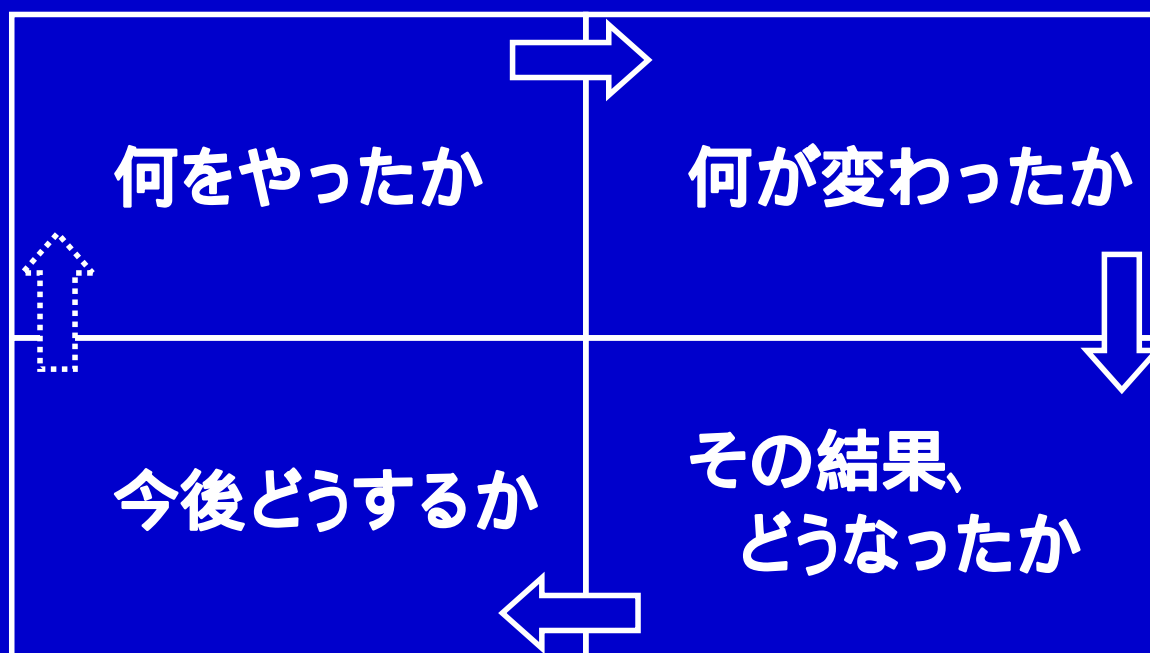 何をやったか
何が変わったか
今後どうするか
その結果、
どうなったか